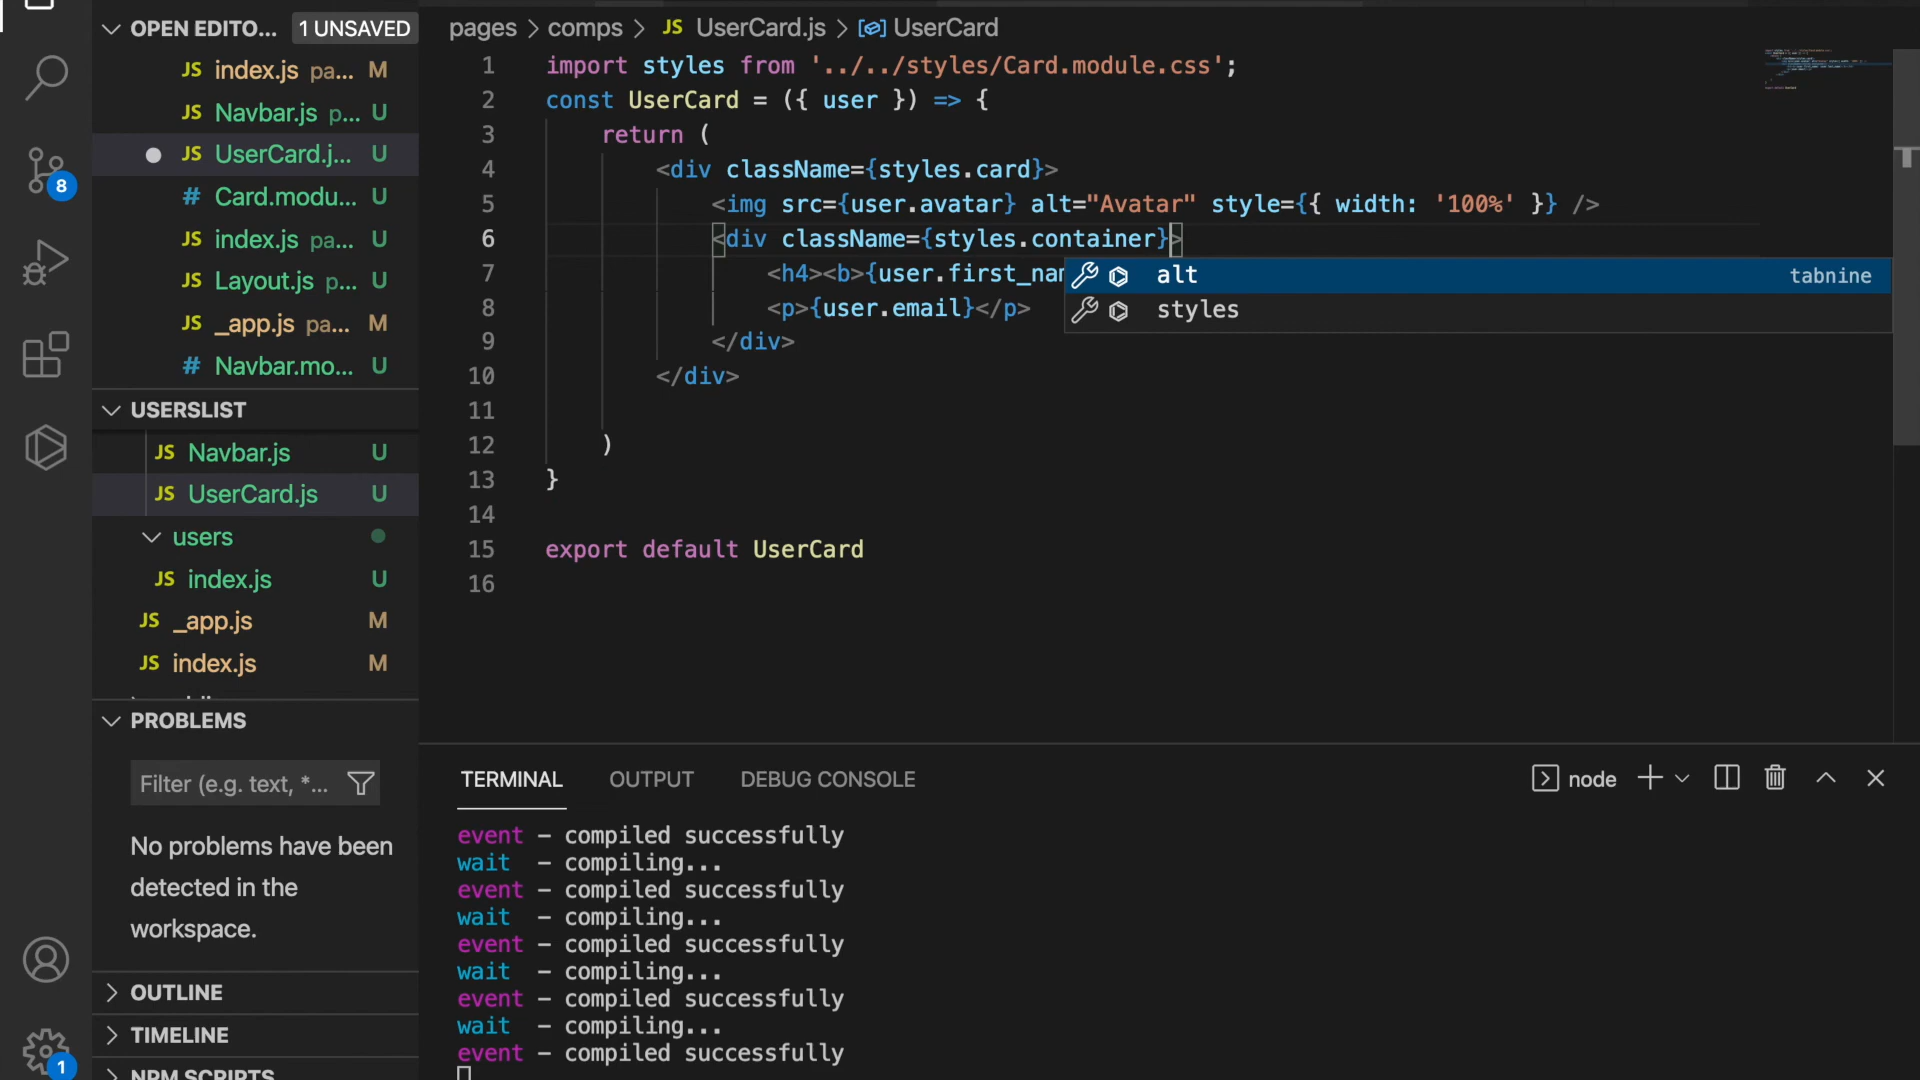 OPEN EDITO... 1 UNSAVED
JS index.js pa... M
JS Navbar.js p... U
JS UserCard.j... U
# Card.modu... U
JS index.js pa... U
JS Layout.js p... U
JS _app.js pa... M
# Navbar.mo... U
USERSLIST
JS Navbar.js U
JS UserCard.js U
users
JS index.js U
JS _app.js M
JS index.js M
PROBLEMS
Filter (e.g. text, *...
No problems have been
detected in the
workspace.
OUTLINE
TIMELINE
NPM SCRIPTS
8
1
pages > comps > JS UserCard.js > UserCard
1 import styles from '../../styles/Card.module.css';
2 const UserCard = ({ user }) => {
3 return (
4 <div className={styles.card}>
5 <img src={user.avatar} alt="Avatar" style={{ width: '100%' }} />
6 <div className={styles.container}>
7 <h4><b>{user.first_nam
8 <p>{user.email}</p>
9 </div>
10 </div>
11
12 )
13 }
14
15 export default UserCard
16
alt tabnine
styles
TERMINAL OUTPUT DEBUG CONSOLE node
event - compiled successfully
wait - compiling...
event - compiled successfully
wait - compiling...
event - compiled successfully
wait - compiling...
event - compiled successfully
wait - compiling...
event - compiled successfully